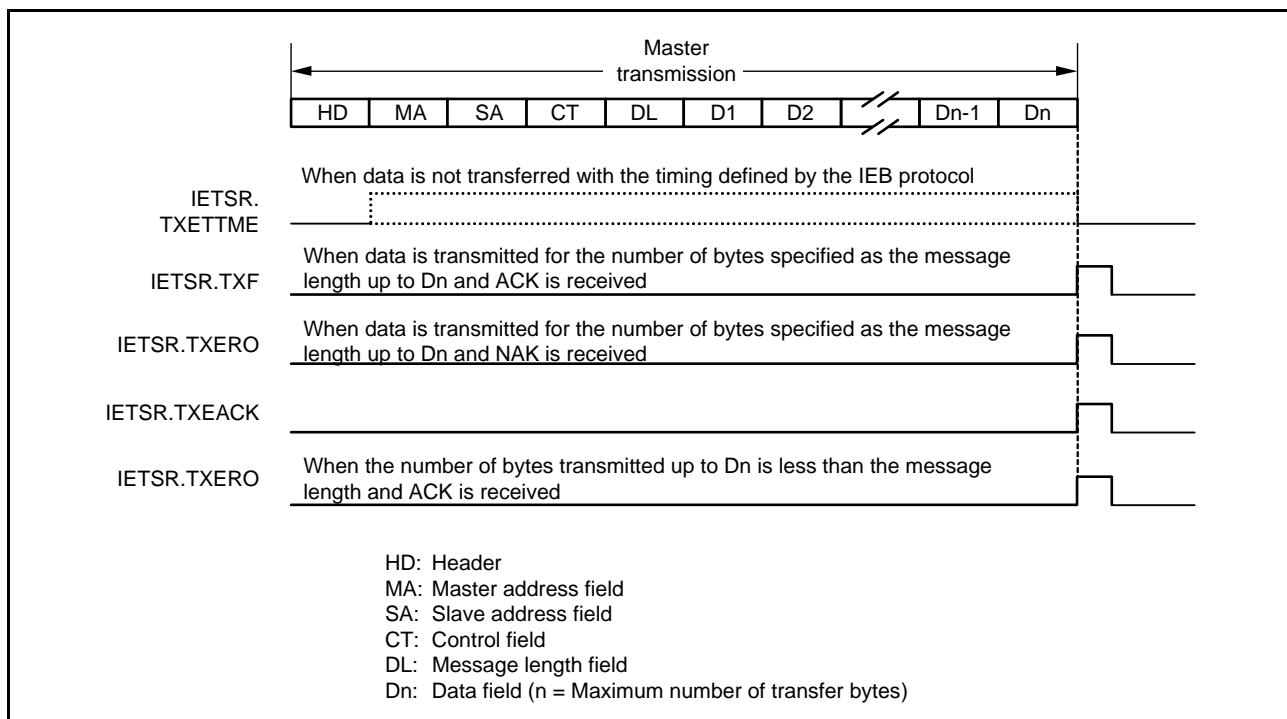 Master
transmission
HD MA SA CT DL D1 D2 Dn-1 Dn
When data is not transferred with the timing defined by the IEB protocol
IETSR.
TXETTME
When data is transmitted for the number of bytes specified as the message
length up to Dn and ACK is received
IETSR.TXF
When data is transmitted for the number of bytes specified as the message
length up to Dn and NAK is received
IETSR.TXERO
IETSR.TXEACK
When the number of bytes transmitted up to Dn is less than the message
length and ACK is received
IETSR.TXERO
HD: Header
MA: Master address field
SA: Slave address field
CT: Control field
DL: Message length field
Dn: Data field (n = Maximum number of transfer bytes)